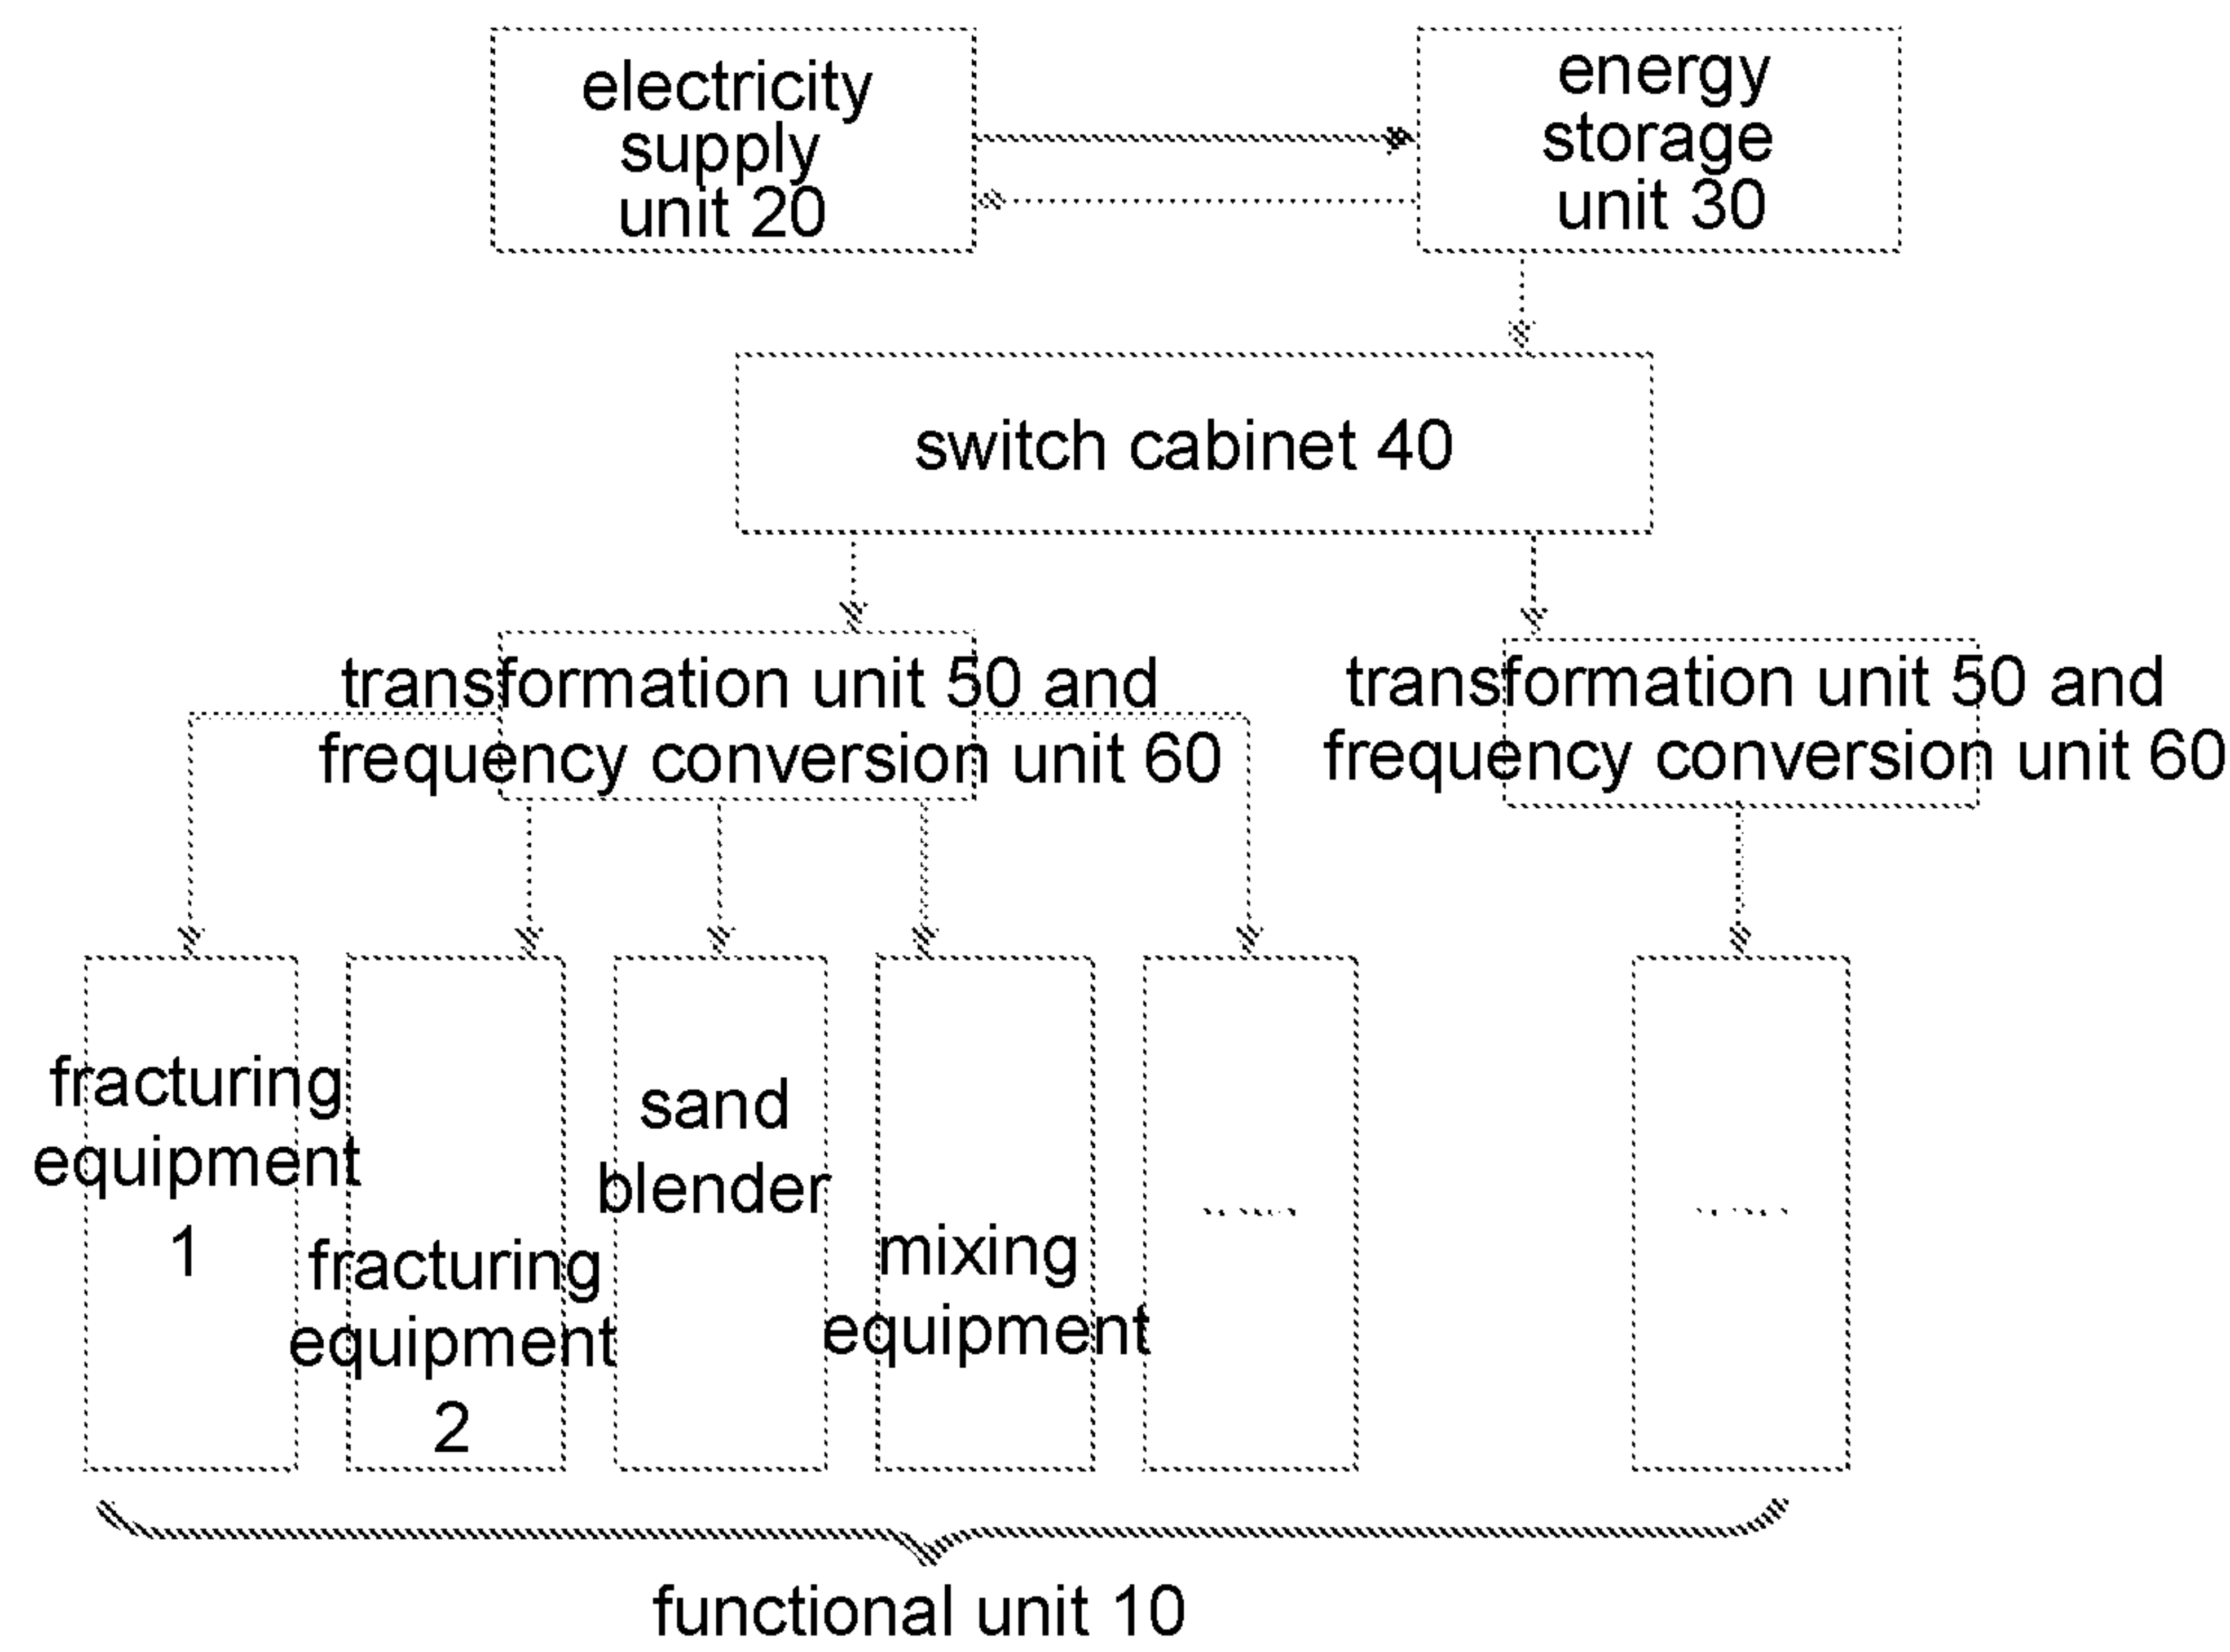 electricity
supply
unit 20
energy
storage
unit 30
switch cabinet 40
transformation unit 50 and
frequency conversion unit 60
transformation unit 50 and
frequency conversion unit 60
fracturing
equipment
1
fracturing
equipment
2
sand
blender
mixing
equipment
......
......
functional unit 10